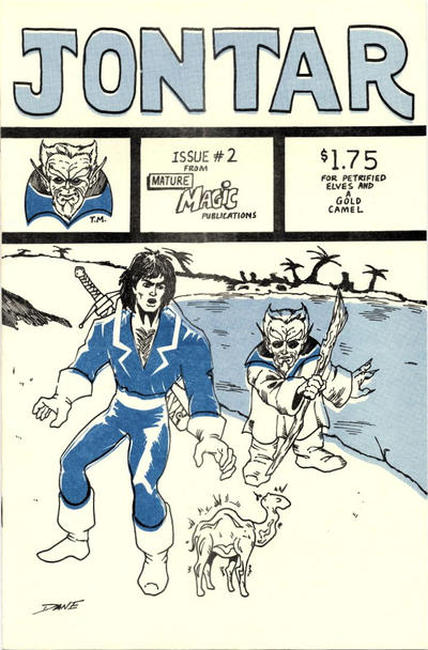 JONTAR
T.M.
ISSUE #2
FROM
MATURE
MAGIC
PUBLICATIONS
$1.75
FOR PETRIFIED
ELVES AND
A
GOLD
CAMEL
DANE